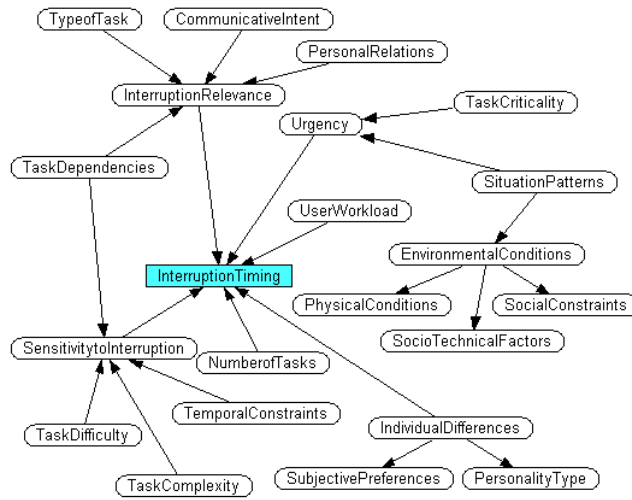 TypeofTask
CommunicativeIntent
PersonalRelations
InterruptionRelevance
TaskCriticality
Urgency
TaskDependencies
SituationPatterns
UserWorkload
EnvironmentalConditions
InterruptionTiming
PhysicalConditions
SocialConstraints
SocioTechnicalFactors
SensitivitytoInterruption
NumberofTasks
TemporalConstraints
IndividualDifferences
TaskDifficulty
SubjectivePreferences
PersonalityType
TaskComplexity